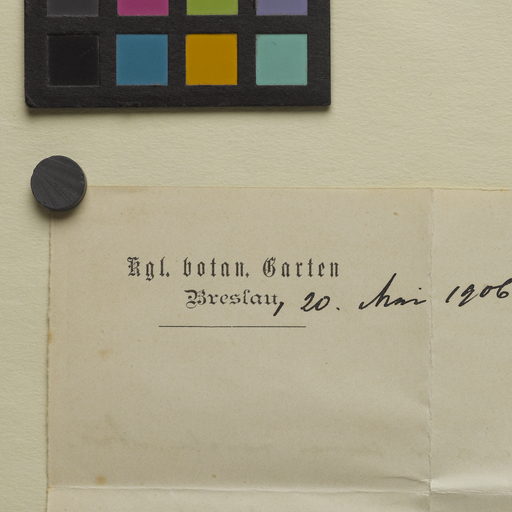 Kgl. botan. Garten
Breslau, 20. Mai 1906